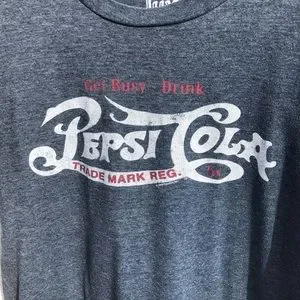 Get Busy Drink
PEPSI COLA
TRADE MARK REG.